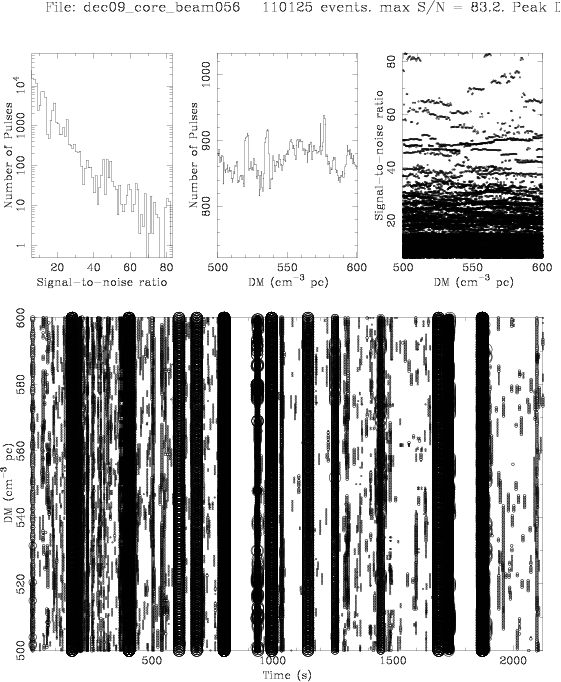 File: dec09_core_beam056 110125 events. max S/N = 83.2. Peak D
Number of Pulses
10⁴
1000
100
10
1
20 40 60 80
Signal-to-noise ratio
Number of Pulses
1000
900
800
500 550 600
DM (cm⁻³ pc)
Signal-to-noise ratio
80
60
40
20
500 550 600
DM (cm⁻³ pc)
DM (cm⁻³ pc)
600
580
560
540
520
500
500 1000 1500 2000
Time (s)